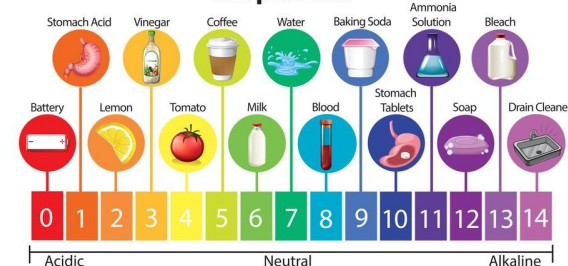 Ammonia
Stomach Acid Vinegar Coffee Water Baking Soda Solution Bleach
Stomach
Battery Lemon Tomato Milk Blood Tablets Soap Drain Cleane
0 1 2 3 4 5 6 7 8 9 10 11 12 13 14
Acidic Neutral Alkaline